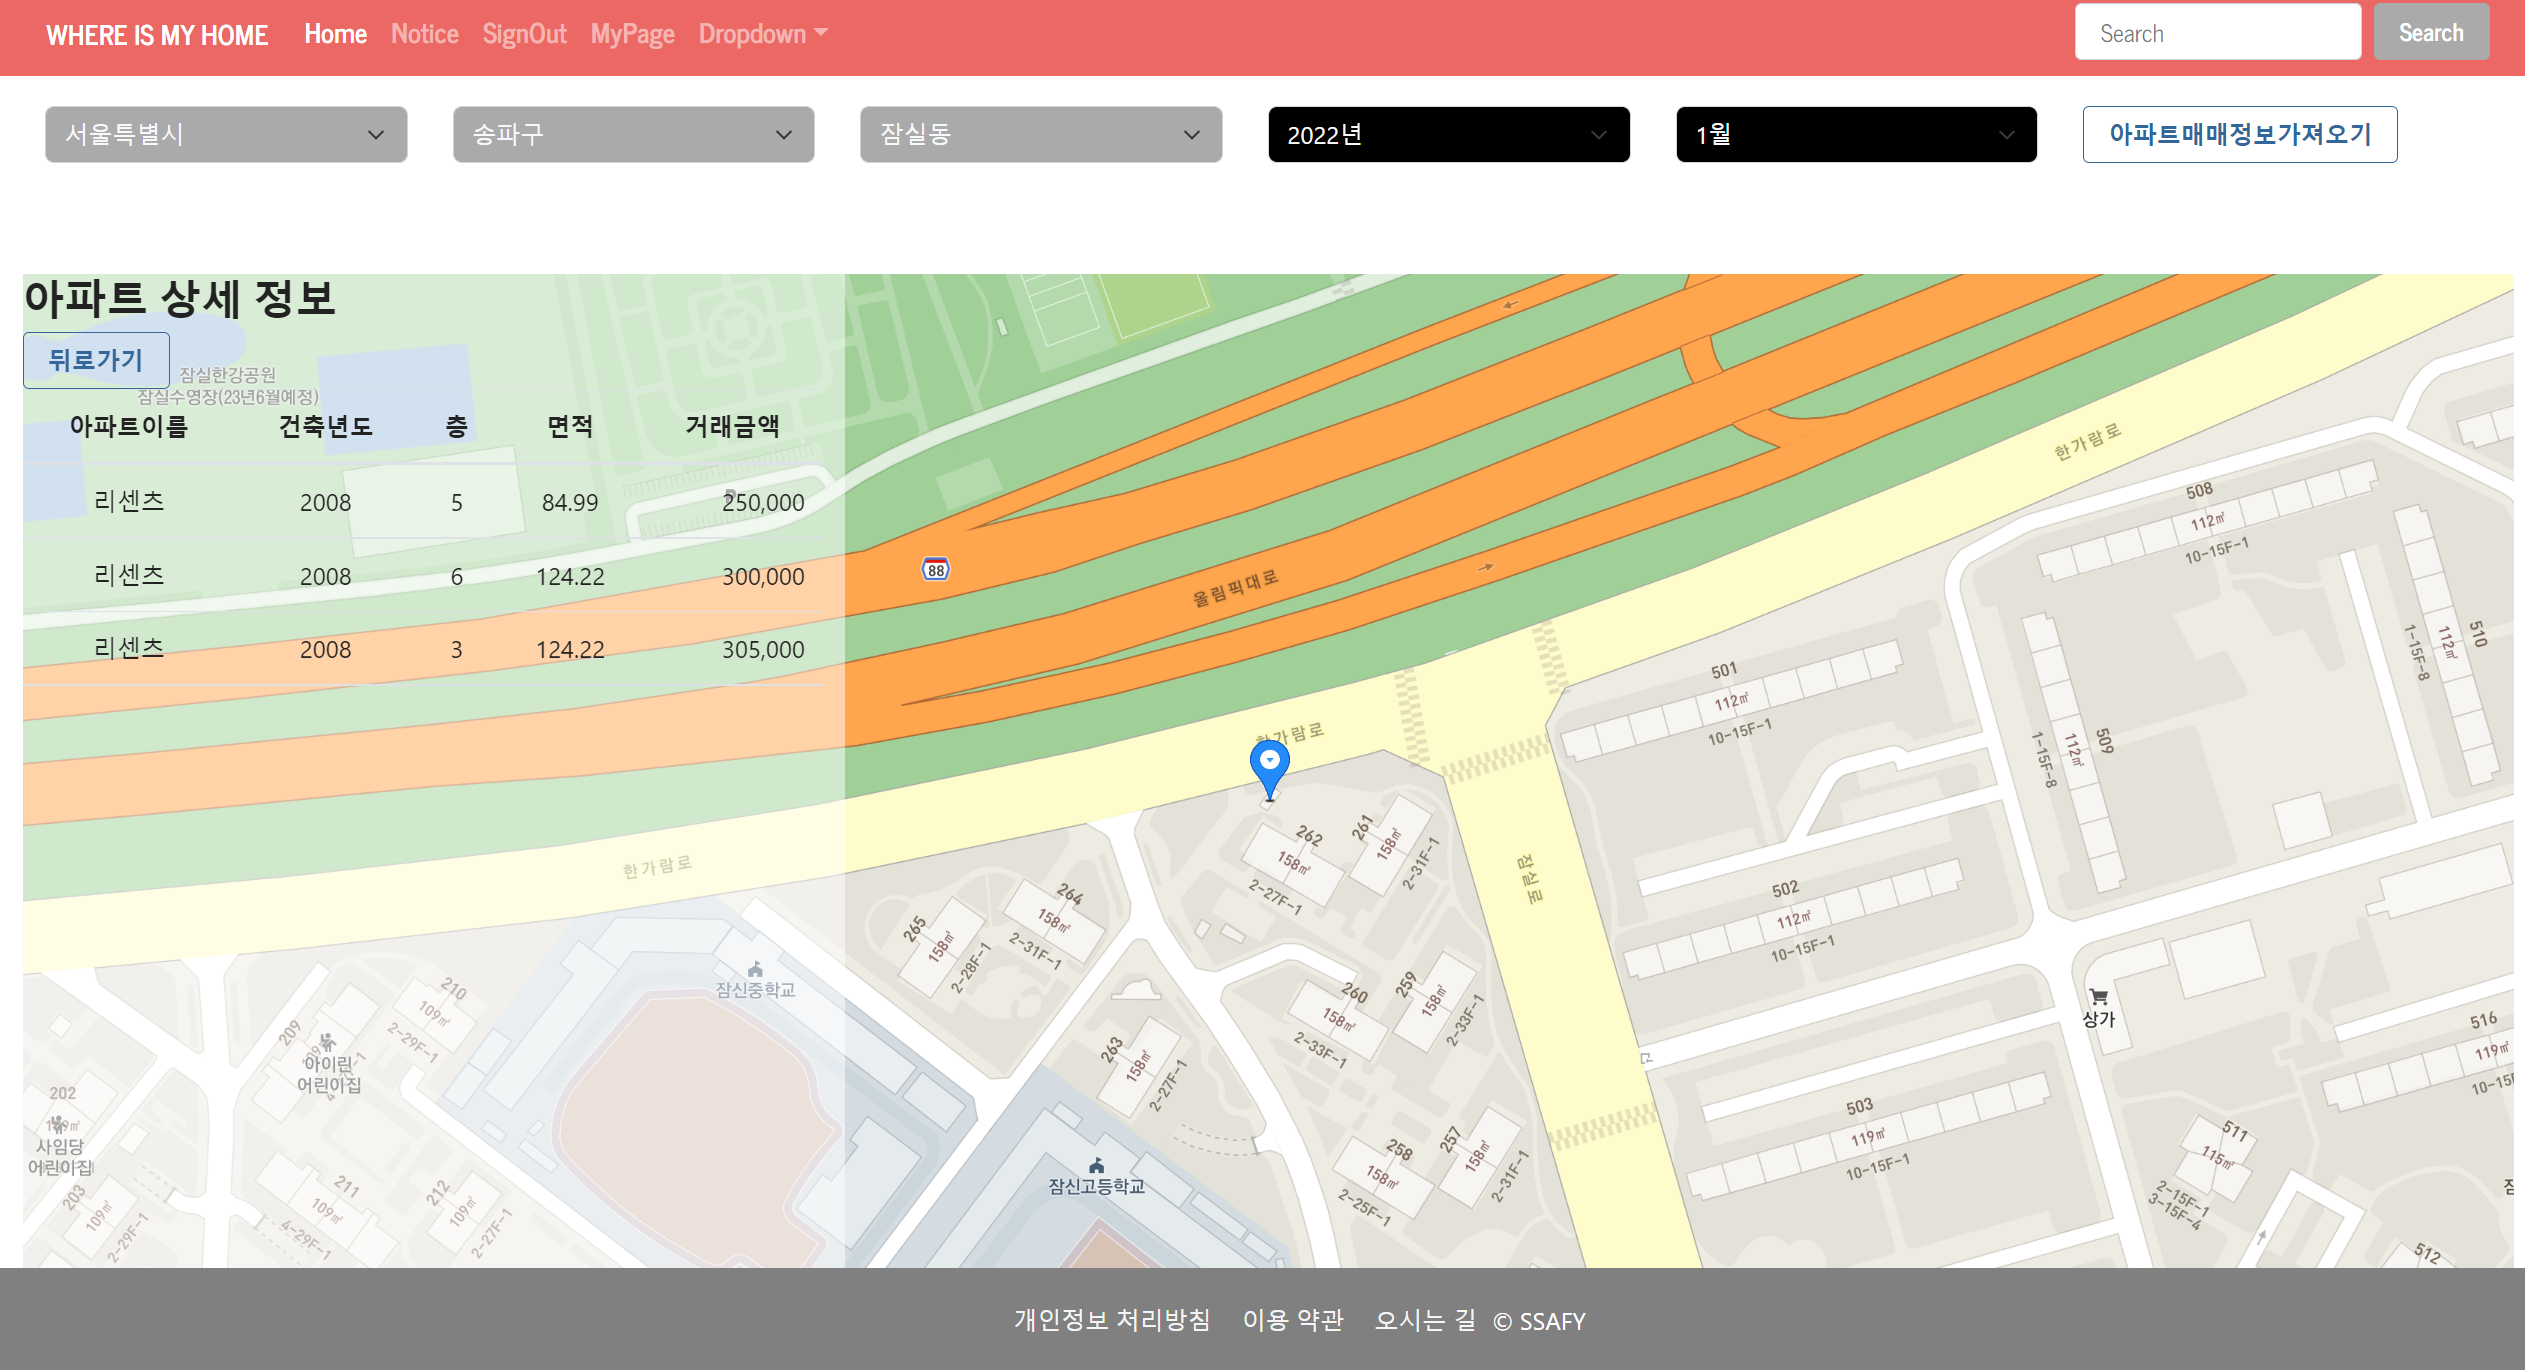 WHERE IS MY HOME Home Notice SignOut MyPage Dropdown Search Search
서울특별시 송파구 잠실동 2022년 1월 아파트매매정보가져오기
아파트 상세 정보
뒤로가기
잠실한강공원
잠실수영장(23년6월예정)
아파트이름 건축년도 층 면적 거래금액
리센츠 2008 5 84.99 250,000
리센츠 2008 6 124.22 300,000
리센츠 2008 3 124.22 305,000
P
88
올림픽대로
한가람로
한가람로
한가람로
잠실로
508
112㎡
10-15F-1
510
112㎡
1-15F-8
509
112㎡
1-15F-8
501
112㎡
10-15F-1
502
112㎡
10-15F-1
503
119㎡
10-15F-1
516
119㎡
511
115㎡
2-15F-1
3-15F-4
512
상가
262
158㎡
2-27F-1
261
158㎡
2-31F-1
264
158㎡
2-31F-1
265
158㎡
2-28F-1
260
158㎡
2-33F-1
259
158㎡
2-33F-1
263
158㎡
2-27F-1
258
158㎡
2-25F-1
257
158㎡
2-31F-1
잠신중학교
잠신고등학교
210
109㎡
2-29F-1
209
아이린
어린이집
202
사임당
어린이집
203
109㎡
2-29F-1
211
109㎡
4-29F-1
212
109㎡
2-27F-1
개인정보 처리방침 이용 약관 오시는 길 © SSAFY